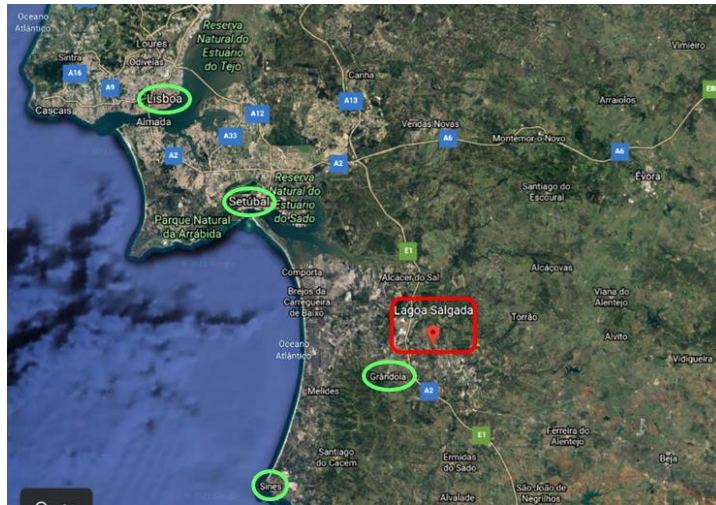 Oceano
Atlântico
Reserva
Natural do
Estuário
do Tejo
Loures
Sintra
Odivelas
Vimieiro
A16
A9
Canha
Lisboa
A13
Arraiolos
Cascais
A12
Almada
Vendas Novas
A33
A6
Montemor-o-Novo
A2
A2
A6
Évora
Reserva
Natural do
Estuário
do Sado
Setúbal
Santiago do
Escoural
Parque Natural
da Arrábida
E1
Comporta
Alcácer do Sal
Alcáçovas
Brejos da
Carregueira
de Baixo
Viana do
Alentejo
Lagoa Salgada
Torrão
Oceano
Atlântico
Alvito
Vidigueira
Grândola
Melides
A2
E1
Ferreira do
Alentejo
Santiago
do Cacém
Ermidas
do Sado
Beja
Sines
São João de
Negrilhos
Alvalade